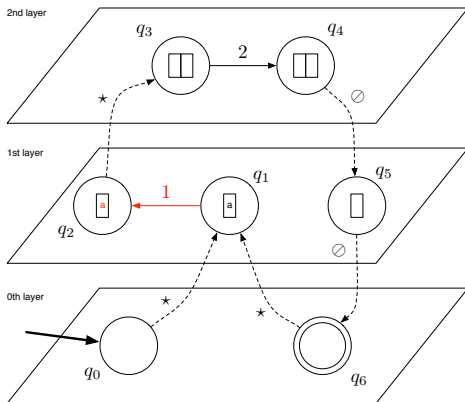 2nd layer
q3
2
q4
⋆
⊘
1st layer
q1
q5
1
a
a
q2
⊘
0th layer
⋆
⋆
q0
q6